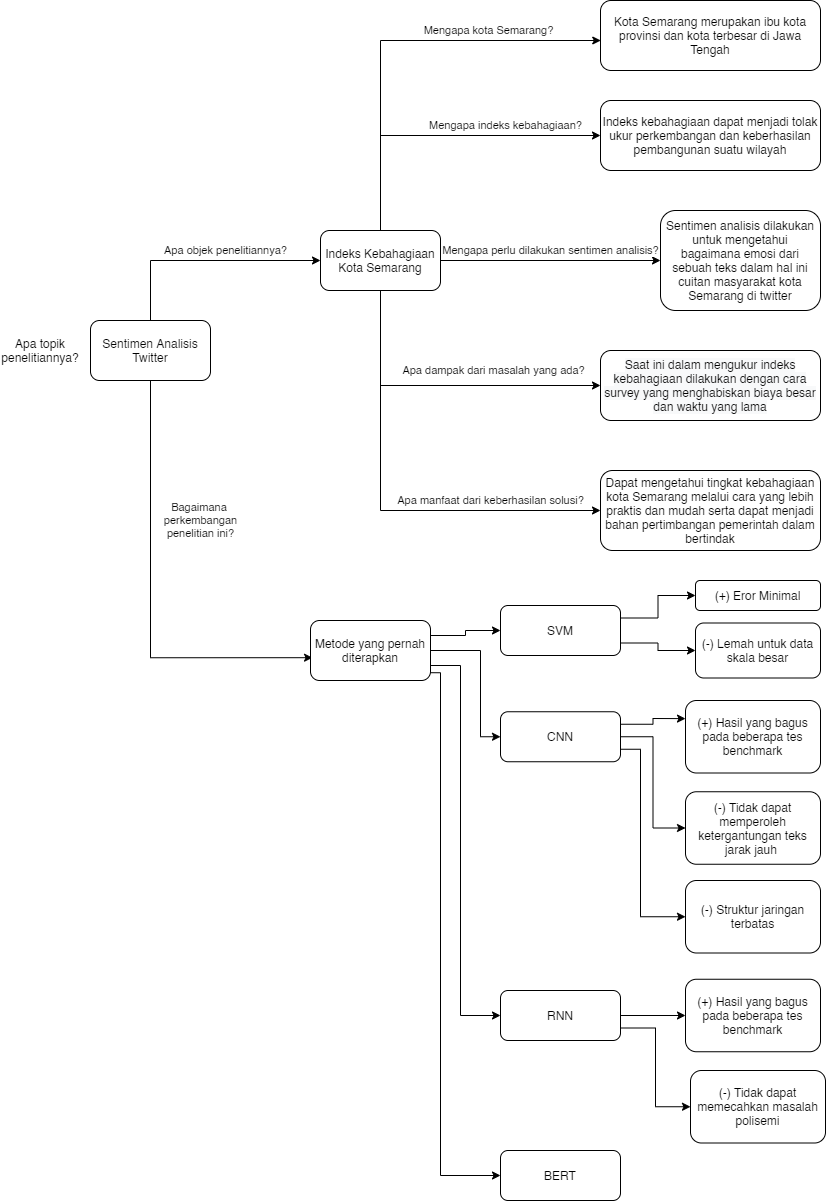 Mengapa kota Semarang?
Kota Semarang merupakan ibu kota
provinsi dan kota terbesar di Jawa
Tengah
Mengapa indeks kebahagiaan?
Indeks kebahagiaan dapat menjadi tolak
ukur perkembangan dan keberhasilan
pembangunan suatu wilayah
Apa objek penelitiannya?
Indeks Kebahagiaan
Kota Semarang
Mengapa perlu dilakukan sentimen analisis?
Sentimen analisis dilakukan
untuk mengetahui
bagaimana emosi dari
sebuah teks dalam hal ini
cuitan masyarakat kota
Semarang di twitter
Apa topik
penelitiannya?
Sentimen Analisis
Twitter
Apa dampak dari masalah yang ada?
Saat ini dalam mengukur indeks
kebahagiaan dilakukan dengan cara
survey yang menghabiskan biaya besar
dan waktu yang lama
Apa manfaat dari keberhasilan solusi?
Dapat mengetahui tingkat kebahagiaan
kota Semarang melalui cara yang lebih
praktis dan mudah serta dapat menjadi
bahan pertimbangan pemerintah dalam
bertindak
Bagaimana
perkembangan
penelitian ini?
Metode yang pernah
diterapkan
SVM
(+) Eror Minimal
(-) Lemah untuk data
skala besar
CNN
(+) Hasil yang bagus
pada beberapa tes
benchmark
(-) Tidak dapat
memperoleh
ketergantungan teks
jarak jauh
(-) Struktur jaringan
terbatas
RNN
(+) Hasil yang bagus
pada beberapa tes
benchmark
(-) Tidak dapat
memecahkan masalah
polisemi
BERT